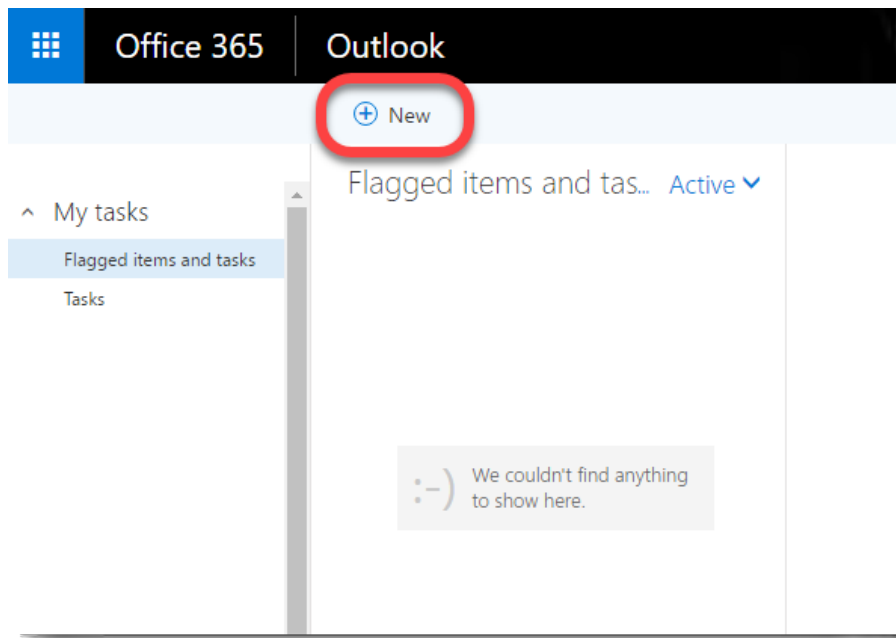 Office 365 Outlook
New
Flagged items and tas... Active
My tasks
Flagged items and tasks
Tasks
:-) We couldn't find anything
to show here.